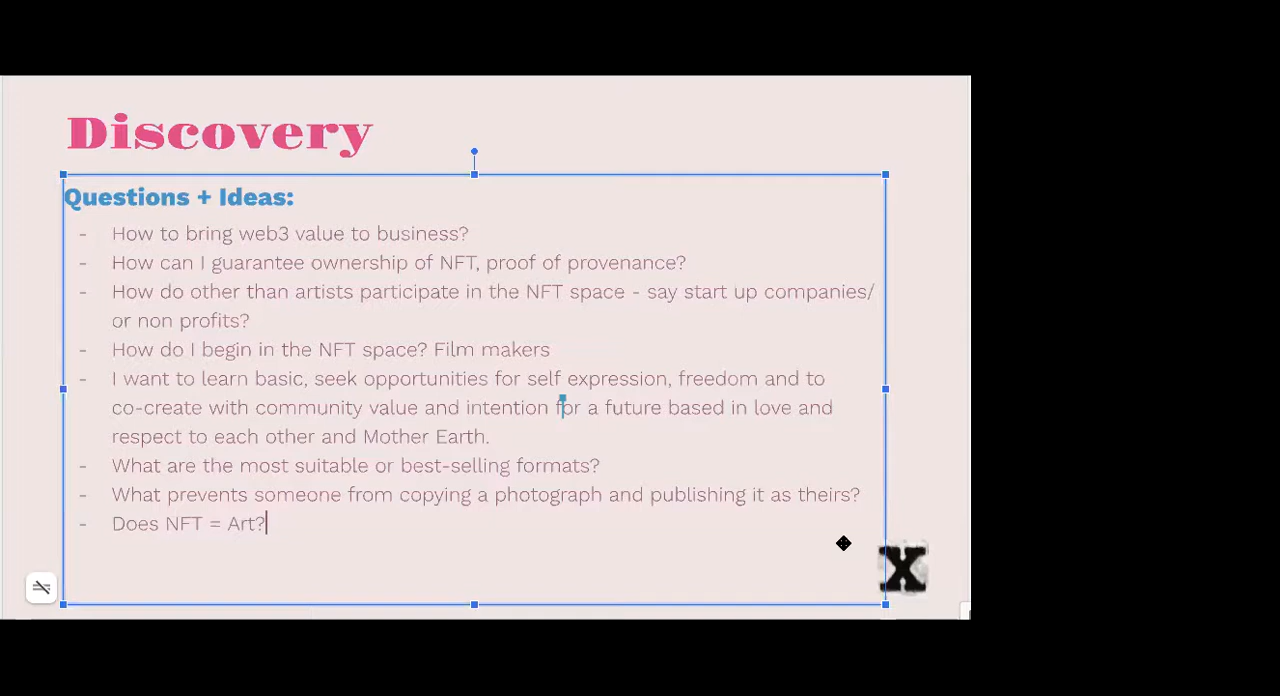 Discovery
Questions + Ideas:
- How to bring web3 value to business?
- How can I guarantee ownership of NFT, proof of provenance?
- How do other than artists participate in the NFT space - say start up companies/
or non profits?
- How do I begin in the NFT space? Film makers
- I want to learn basic, seek opportunities for self expression, freedom and to
co-create with community value and intention for a future based in love and
respect to each other and Mother Earth.
- What are the most suitable or best-selling formats?
- What prevents someone from copying a photograph and publishing it as theirs?
- Does NFT = Art?
X